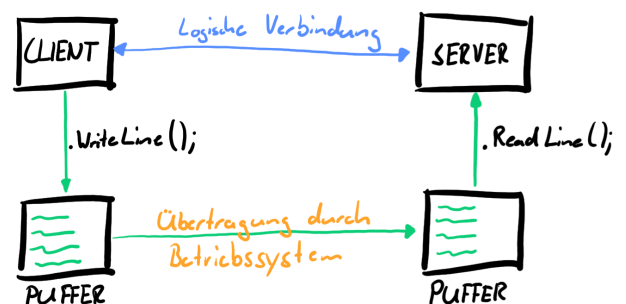 Logische Verbindung
CLIENT
SERVER
.WriteLine();
.ReadLine();
Übertragung durch
Betriebssystem
PUFFER
PUFFER